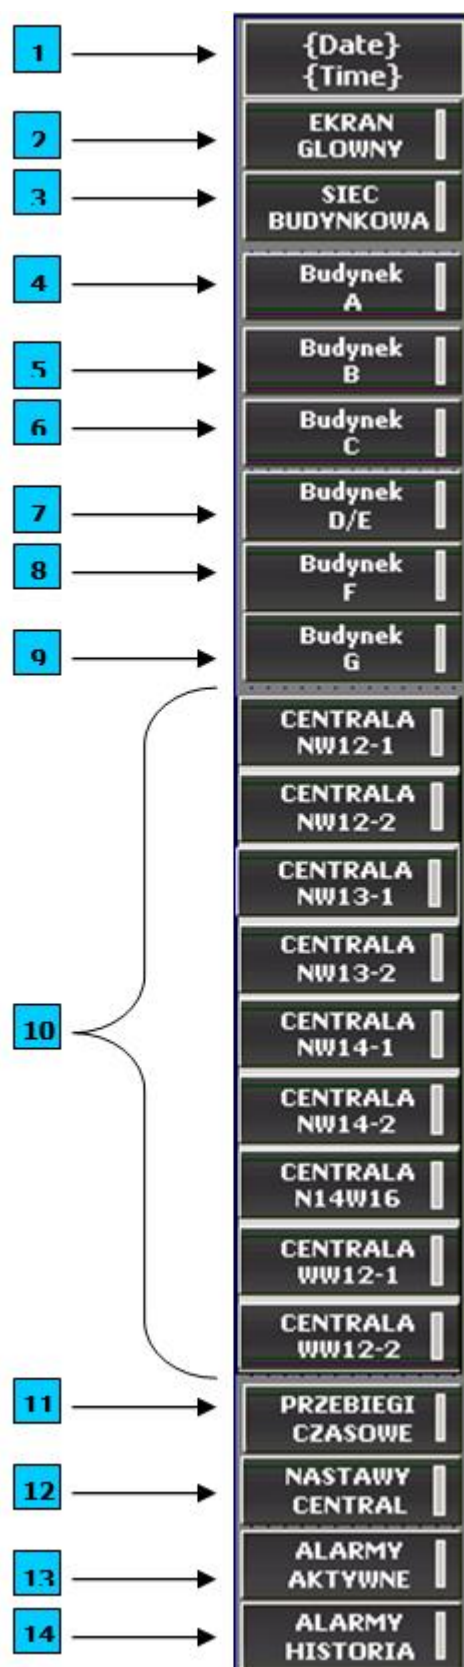 1
{Date}
{Time}
2
EKRAN
GLOWNY
3
SIEC
BUDYNKOWA
4
Budynek
A
5
Budynek
B
6
Budynek
C
7
Budynek
D/E
8
Budynek
F
9
Budynek
G
10
CENTRALA
NW12-1
CENTRALA
NW12-2
CENTRALA
NW13-1
CENTRALA
NW13-2
CENTRALA
NW14-1
CENTRALA
NW14-2
CENTRALA
N14W16
CENTRALA
WW12-1
CENTRALA
WW12-2
11
PRZEBIEGI
CZASOWE
12
NASTAWY
CENTRAL
13
ALARMY
AKTYWNE
14
ALARMY
HISTORIA